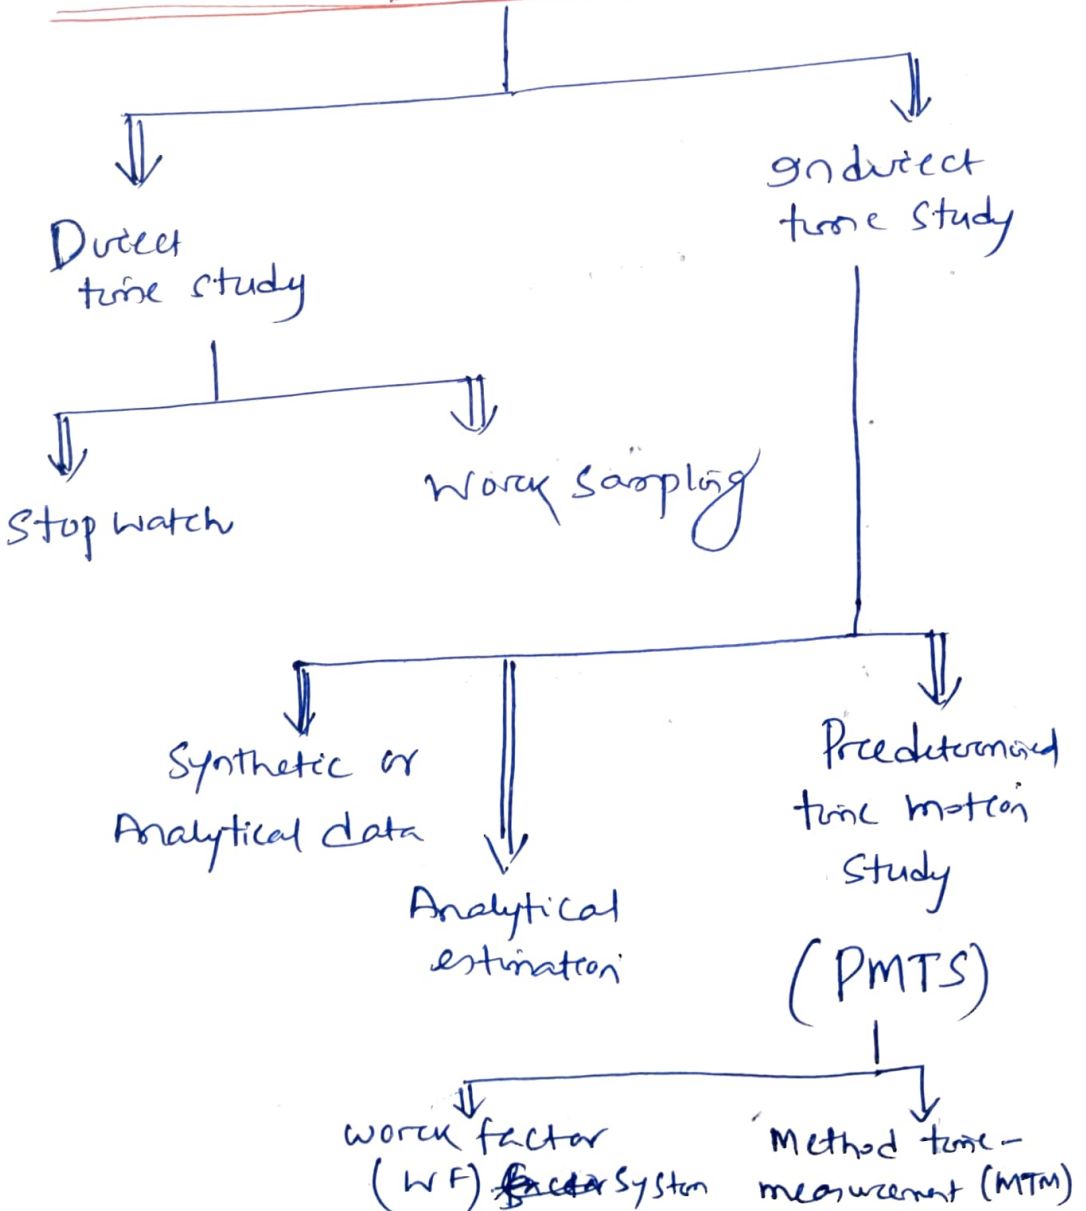 Direct
time study
Indirect
time study
Stop watch
Work sampling
Synthetic or
Analytical data
Analytical
estimation
Predetermined
time motion
study
(PMTS)
Work factor
(WF) System
Method time-
measurement (MTM)